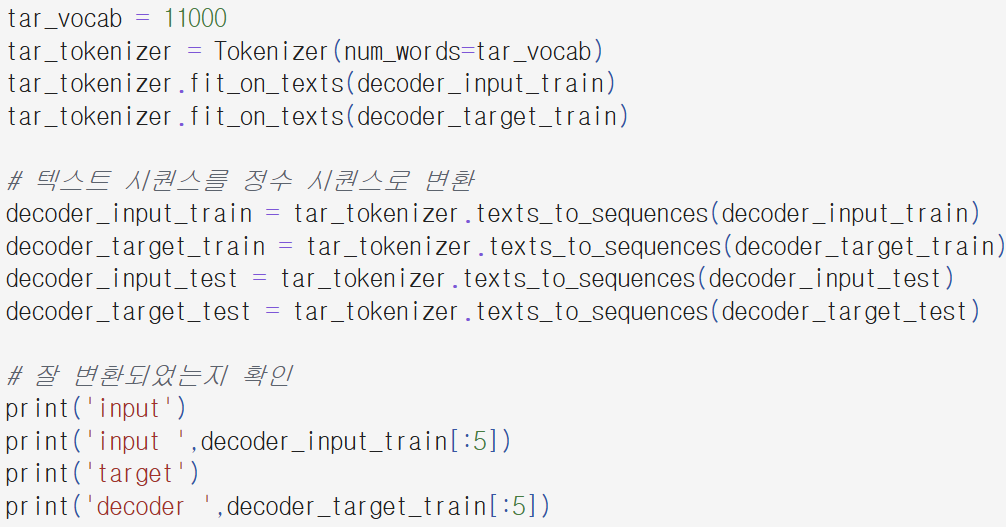 tar_vocab = 11000
tar_tokenizer = Tokenizer(num_words=tar_vocab)
tar_tokenizer.fit_on_texts(decoder_input_train)
tar_tokenizer.fit_on_texts(decoder_target_train)
# 텍스트 시퀀스를 정수 시퀀스로 변환
decoder_input_train = tar_tokenizer.texts_to_sequences(decoder_input_train)
decoder_target_train = tar_tokenizer.texts_to_sequences(decoder_target_train)
decoder_input_test = tar_tokenizer.texts_to_sequences(decoder_input_test)
decoder_target_test = tar_tokenizer.texts_to_sequences(decoder_target_test)
# 잘 변환되었는지 확인
print('input')
print('input ',decoder_input_train[:5])
print('target')
print('decoder ',decoder_target_train[:5])